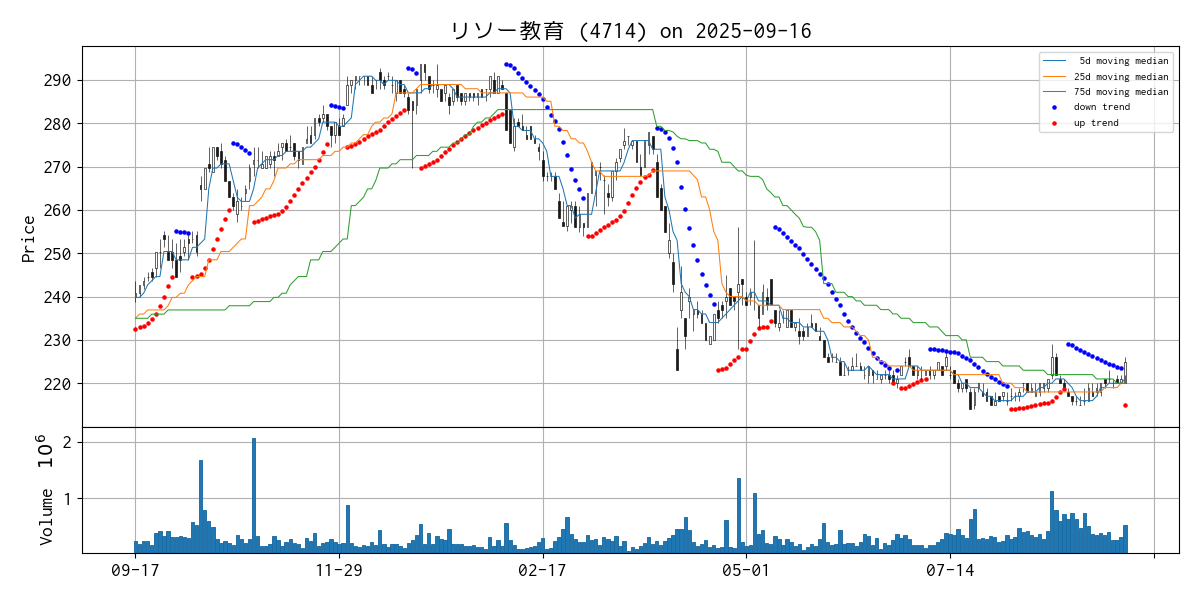 リソー教育 (4714) on 2025-09-16
5d moving median
25d moving median
75d moving median
down trend
up trend
Price
290
280
270
260
250
240
230
220
Volume 10^6
2
1
09-17 11-29 02-17 05-01 07-14